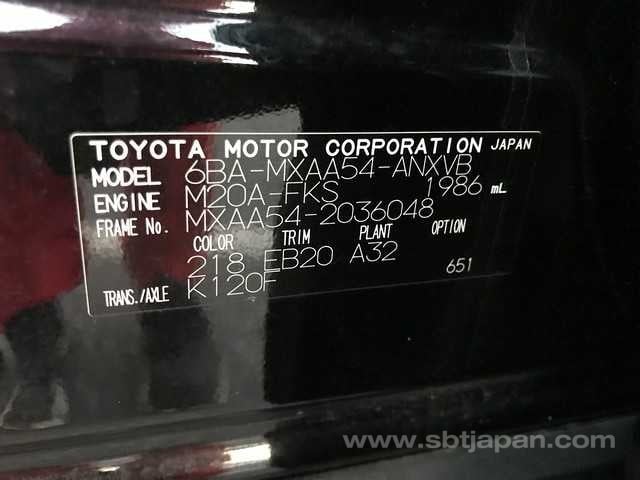 TOYOTA MOTOR CORPORATION JAPAN
MODEL 6BA-MXAA54-ANXVB
ENGINE M20A-FKS 1986 mL
FRAME No. MXAA54-2036048
COLOR TRIM PLANT OPTION
218 EB20 A32
TRANS./AXLE K120F 651
www.sbtjapan.com